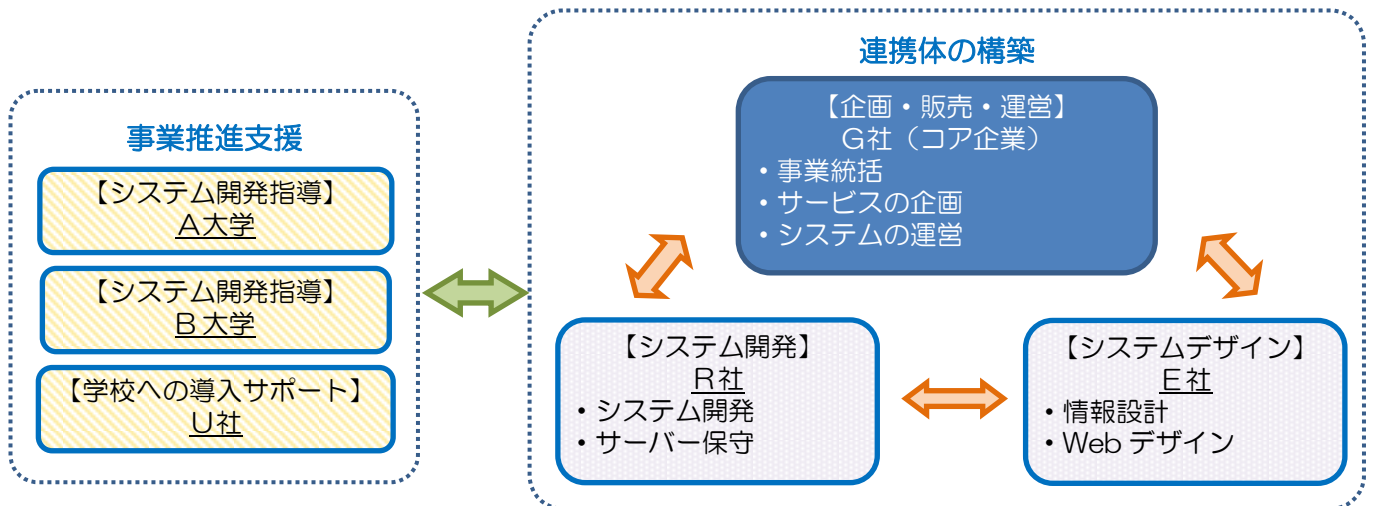 事業推進支援
【システム開発指導】
A大学
【システム開発指導】
B大学
【学校への導入サポート】
U社
連携体の構築
【企画・販売・運営】
G社（コア企業）
・事業統括
・サービスの企画
・システムの運営
【システム開発】
R社
・システム開発
・サーバー保守
【システムデザイン】
E社
・情報設計
・Web デザイン